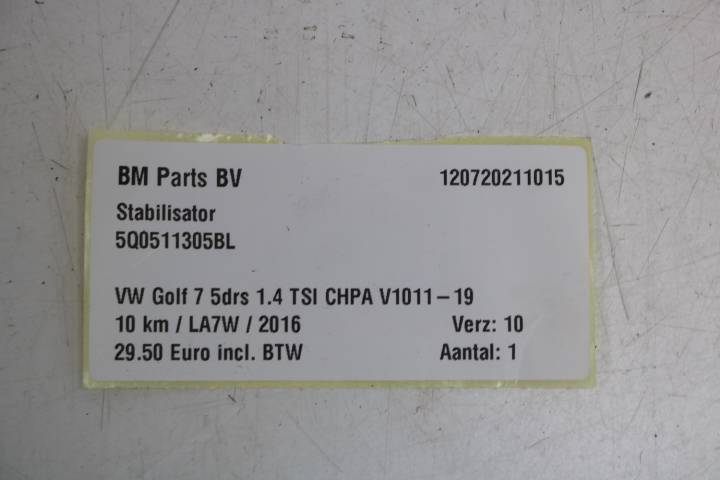 BM Parts BV 120720211015
Stabilisator
5Q0511305BL
VW Golf 7 5drs 1.4 TSI CHPA V1011-19
10 km / LA7W / 2016 Verz: 10
29.50 Euro incl. BTW Aantal: 1